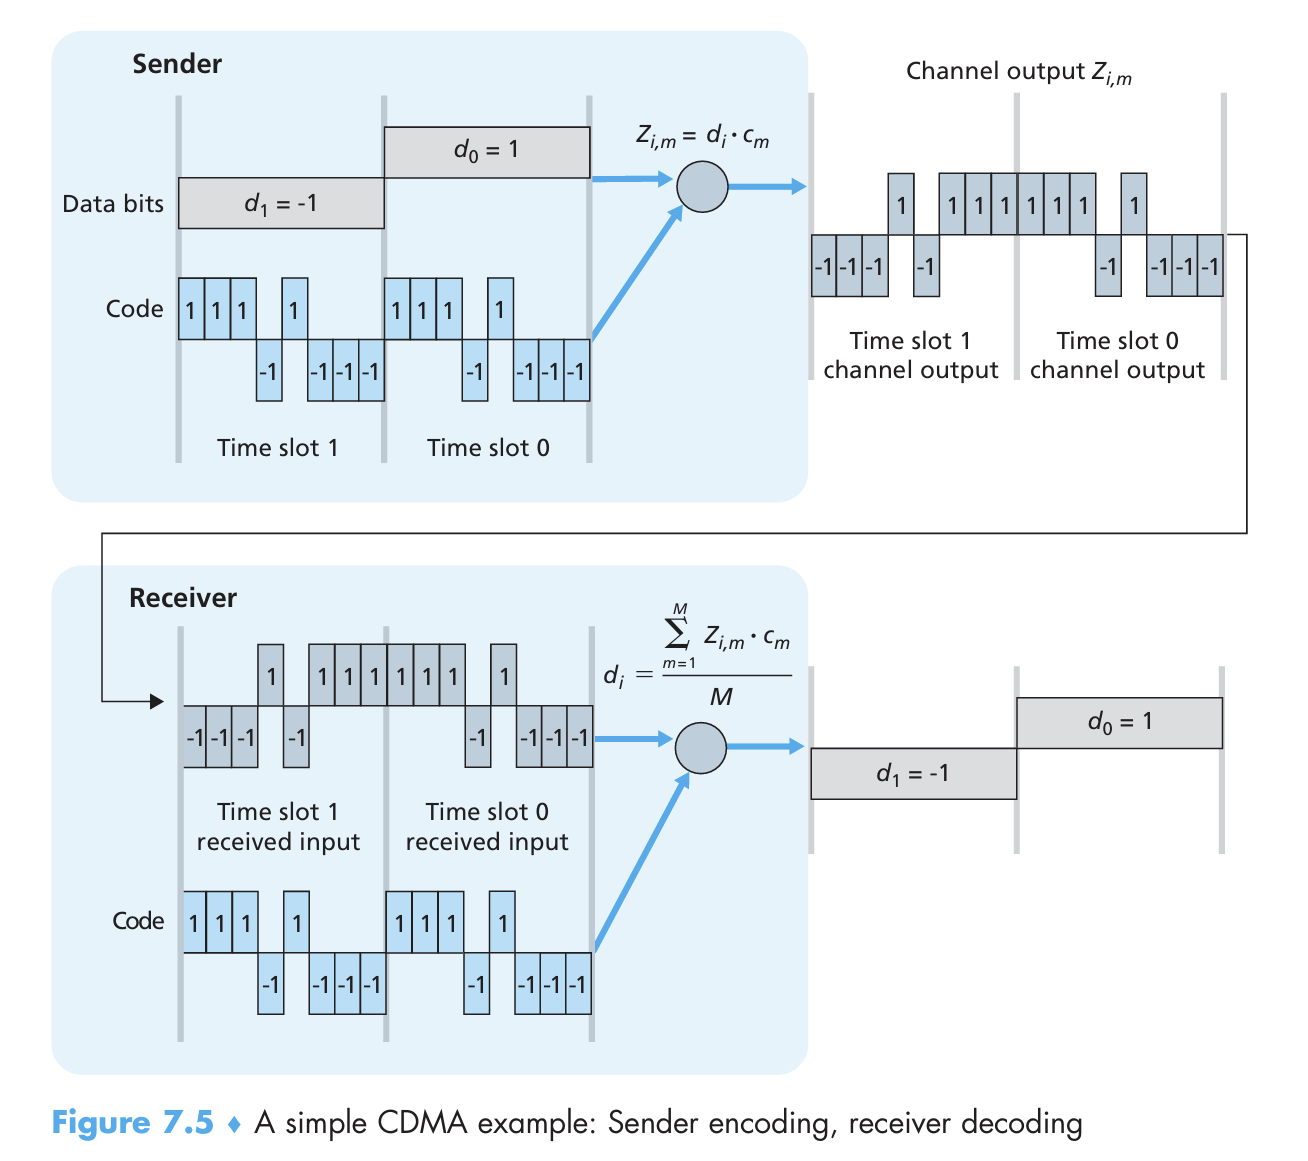 Sender
Channel output Z_{i,m}
Z_{i,m} = d_i · c_m
d_0 = 1
Data bits
d_1 = -1
1 1 1 -1 1 -1 -1 -1 1 1 1 -1 1 -1 -1 -1
Code
Time slot 1 Time slot 0
-1 -1 -1 1 -1 1 1 1 1 1 1 -1 1 -1 -1 -1
Time slot 1
channel output
Time slot 0
channel output
Receiver
d_i = \frac{\sum_{m=1}^{M} Z_{i,m} · c_m}{M}
-1 -1 -1 1 -1 1 1 1 1 1 1 -1 1 -1 -1 -1
Time slot 1
received input
Time slot 0
received input
Code
1 1 1 -1 1 -1 -1 -1 1 1 1 -1 1 -1 -1 -1
d_0 = 1
d_1 = -1
Figure 7.5 ♦ A simple CDMA example: Sender encoding, receiver decoding